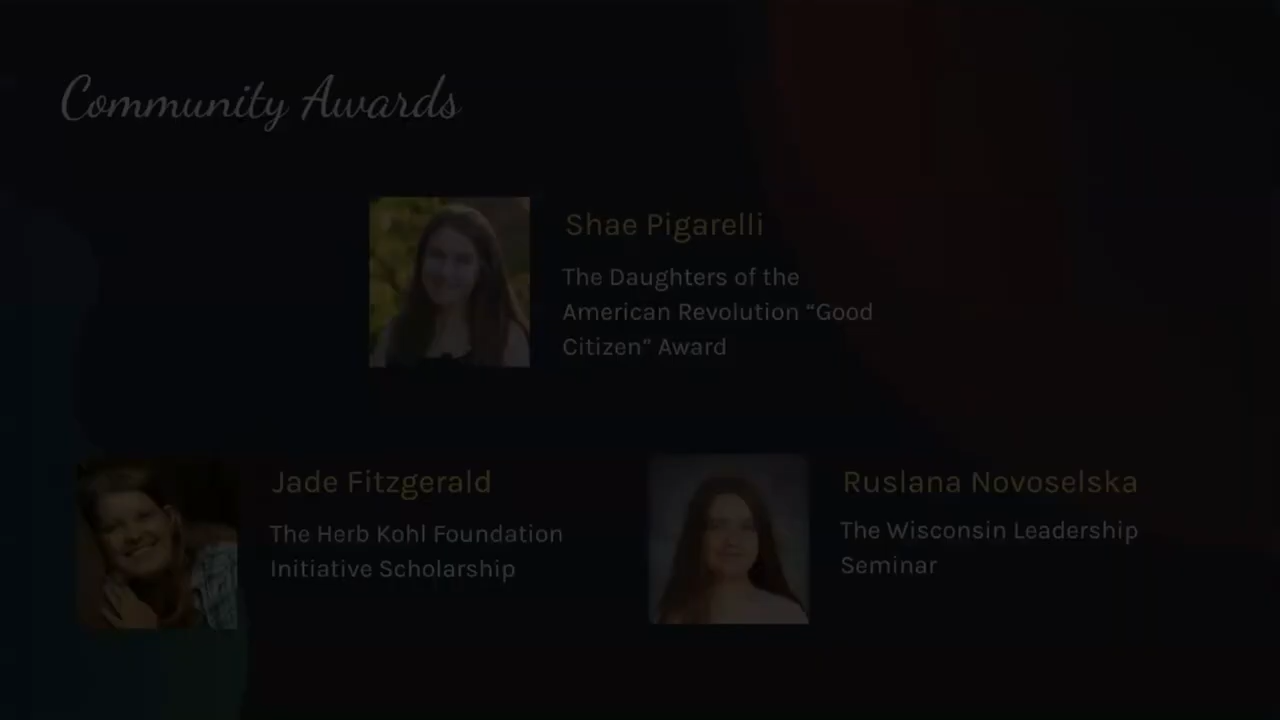 Community Awards
Shae Pigarelli
The Daughters of the
American Revolution “Good
Citizen” Award
Jade Fitzgerald
The Herb Kohl Foundation
Initiative Scholarship
Ruslana Novoselska
The Wisconsin Leadership
Seminar